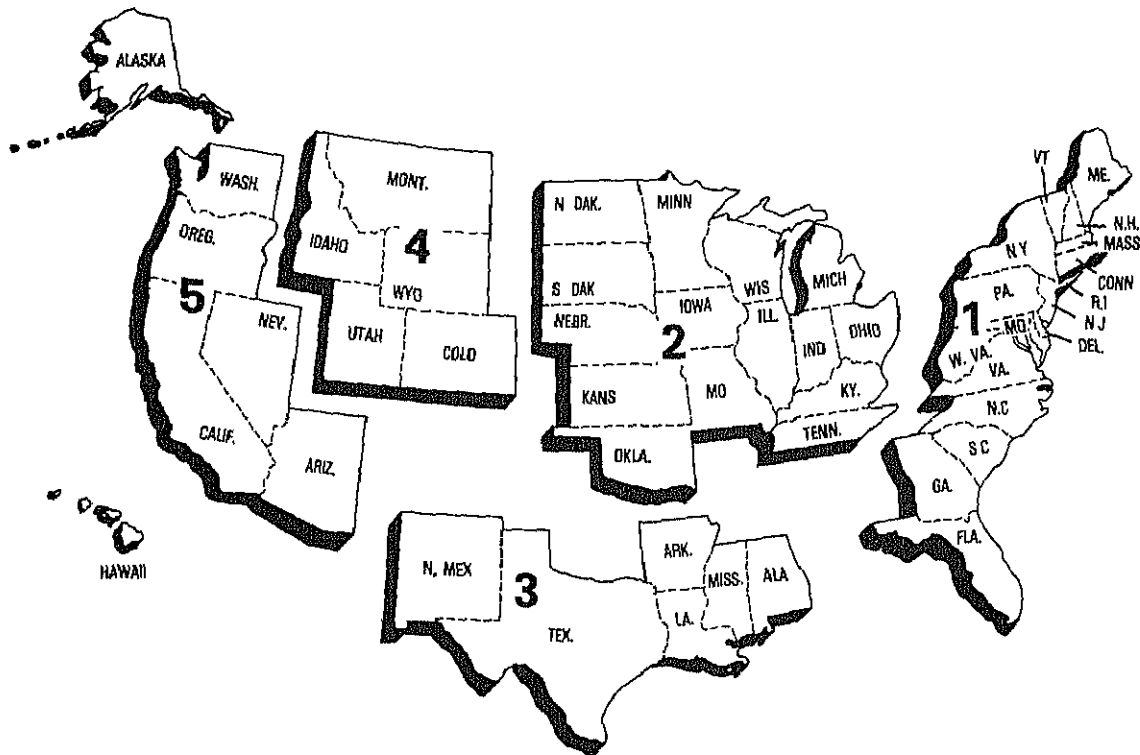 ALASKA
WASH.
MONT.
N DAK.
MINN
VT
ME.
OREG.
IDAHO
4
N.H.
MASS
N Y
5
WYO
S DAK
WIS
MICH
CONN
NEV.
IOWA
PA.
R I
N J
UTAH
COLO
NEBR.
2
ILL.
IND
OHIO
1
MD.
DEL.
W. VA.
VA.
KANS
MO
KY.
N.C
CALIF.
ARIZ.
OKLA.
TENN.
S C
GA.
HAWAII
N. MEX
3
TEX.
ARK.
MISS.
ALA
LA.
FLA.